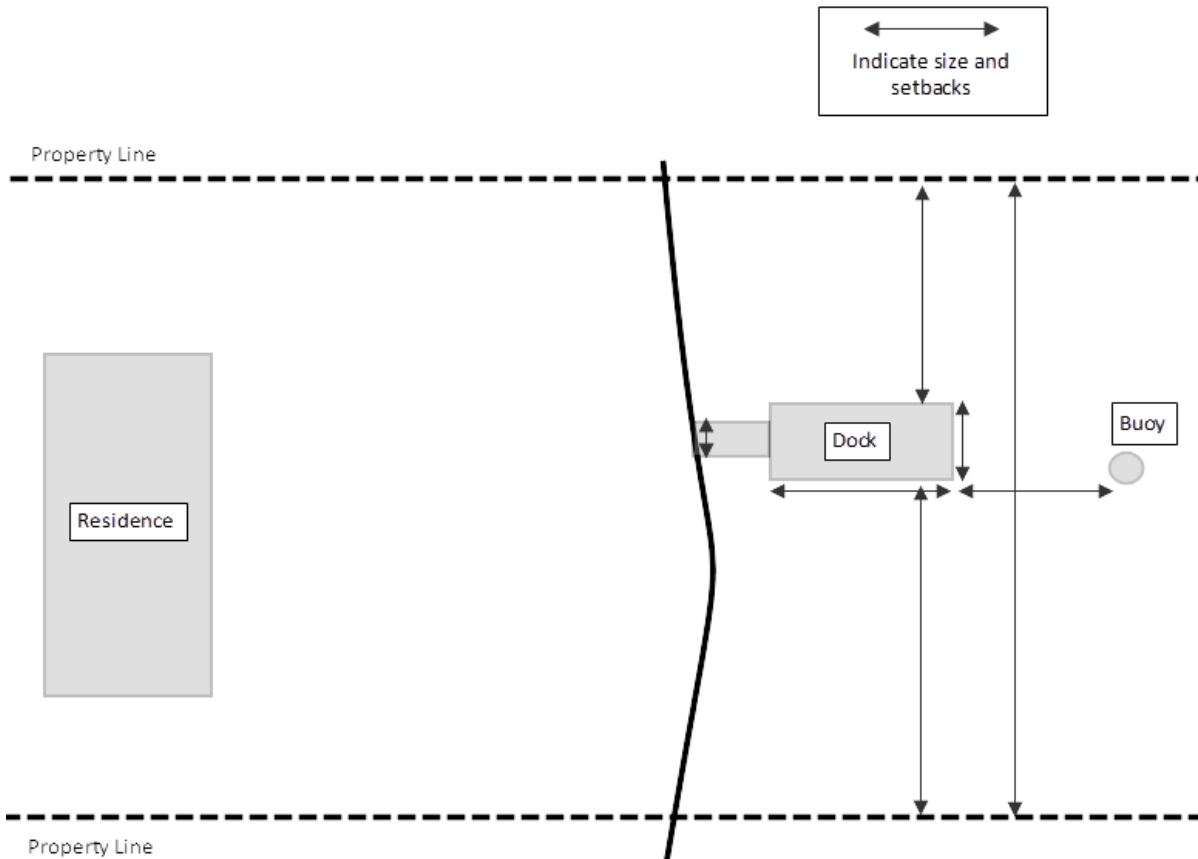 Indicate size and
setbacks
Property Line
Dock
Buoy
Residence
Property Line